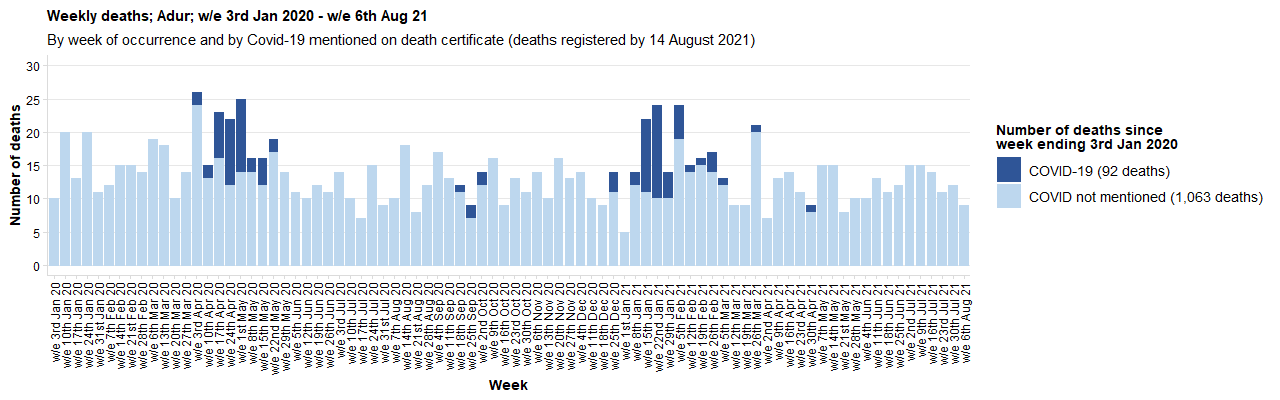 Weekly deaths; Adur; w/e 3rd Jan 2020 - w/e 6th Aug 21
By week of occurrence and by Covid-19 mentioned on death certificate (deaths registered by 14 August 2021)
Number of deaths
30
25
20
15
10
5
0
w/e 3rd Jan 20
w/e 10th Jan 20
w/e 17th Jan 20
w/e 24th Jan 20
w/e 31st Jan 20
w/e 7th Feb 20
w/e 14th Feb 20
w/e 21st Feb 20
w/e 28th Feb 20
w/e 6th Mar 20
w/e 13th Mar 20
w/e 20th Mar 20
w/e 27th Mar 20
w/e 3rd Apr 20
w/e 10th Apr 20
w/e 17th Apr 20
w/e 24th Apr 20
w/e 1st May 20
w/e 8th May 20
w/e 15th May 20
w/e 22nd May 20
w/e 29th May 20
w/e 5th Jun 20
w/e 12th Jun 20
w/e 19th Jun 20
w/e 26th Jun 20
w/e 3rd Jul 20
w/e 10th Jul 20
w/e 17th Jul 20
w/e 24th Jul 20
w/e 31st Jul 20
w/e 7th Aug 20
w/e 14th Aug 20
w/e 21st Aug 20
w/e 28th Aug 20
w/e 4th Sep 20
w/e 11th Sep 20
w/e 18th Sep 20
w/e 25th Sep 20
w/e 2nd Oct 20
w/e 9th Oct 20
w/e 16th Oct 20
w/e 23rd Oct 20
w/e 30th Oct 20
w/e 6th Nov 20
w/e 13th Nov 20
w/e 20th Nov 20
w/e 27th Nov 20
w/e 4th Dec 20
w/e 11th Dec 20
w/e 18th Dec 20
w/e 25th Dec 20
w/e 1st Jan 21
w/e 8th Jan 21
w/e 15th Jan 21
w/e 22nd Jan 21
w/e 29th Jan 21
w/e 5th Feb 21
w/e 12th Feb 21
w/e 19th Feb 21
w/e 26th Feb 21
w/e 5th Mar 21
w/e 12th Mar 21
w/e 19th Mar 21
w/e 26th Mar 21
w/e 2nd Apr 21
w/e 9th Apr 21
w/e 16th Apr 21
w/e 23rd Apr 21
w/e 30th Apr 21
w/e 7th May 21
w/e 14th May 21
w/e 21st May 21
w/e 28th May 21
w/e 4th Jun 21
w/e 11th Jun 21
w/e 18th Jun 21
w/e 25th Jun 21
w/e 2nd Jul 21
w/e 9th Jul 21
w/e 16th Jul 21
w/e 23rd Jul 21
w/e 30th Jul 21
w/e 6th Aug 21
Week
Number of deaths since
week ending 3rd Jan 2020
COVID-19 (92 deaths)
COVID not mentioned (1,063 deaths)